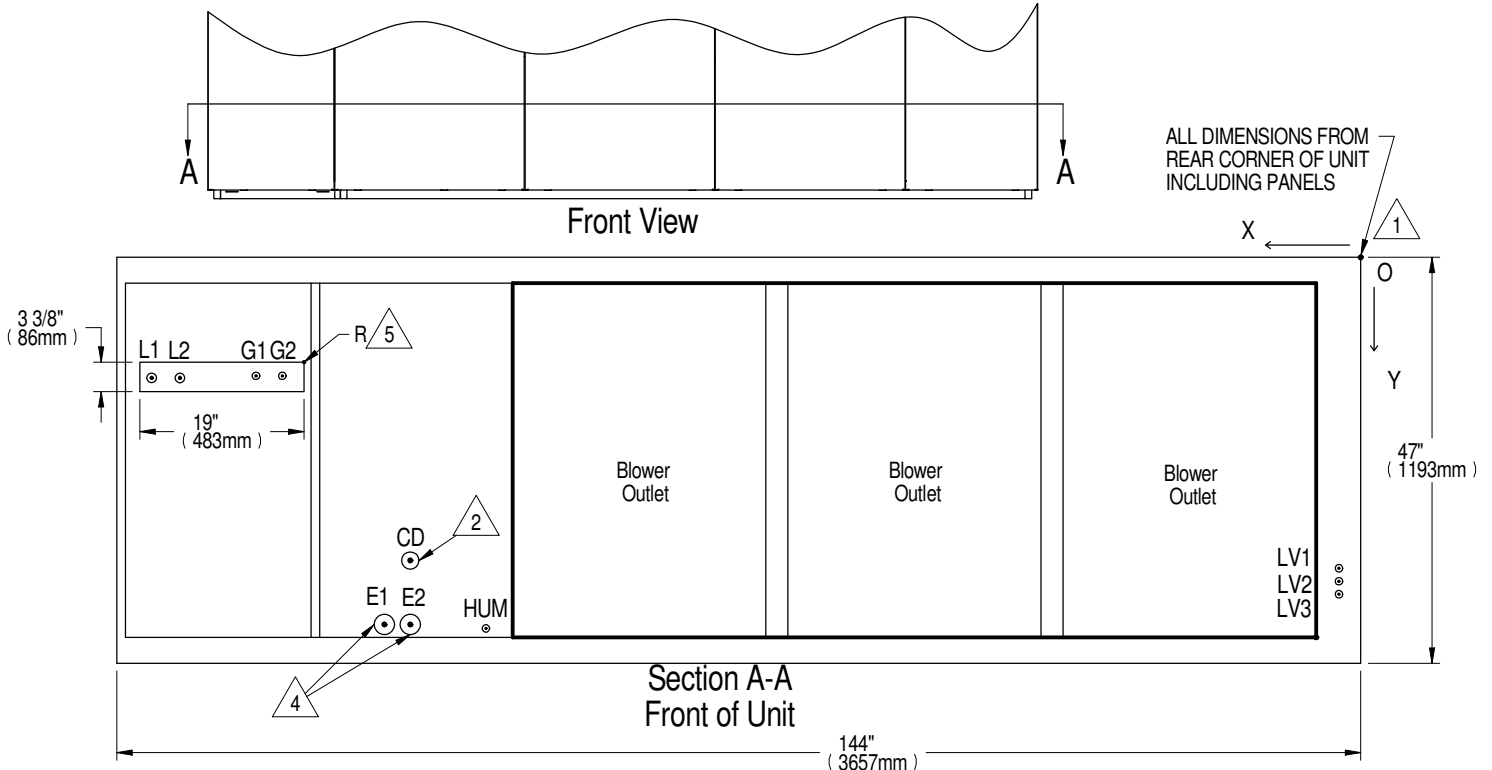 A
A
Front View
ALL DIMENSIONS FROM
REAR CORNER OF UNIT
INCLUDING PANELS
X
1
O
Y
3 3/8"
( 86mm )
L1 L2 G1 G2
R 5
19"
( 483mm )
Blower
Outlet
Blower
Outlet
Blower
Outlet
47"
( 1193mm )
CD
2
E1 E2
HUM
LV1
LV2
LV3
4
Section A-A
Front of Unit
144"
( 3657mm )